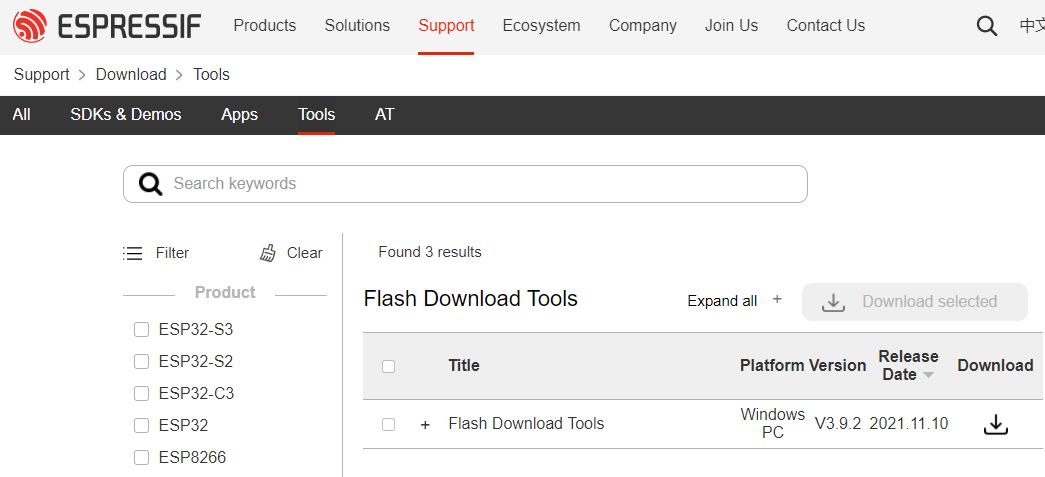 ESPRESSIF Products Solutions Support Ecosystem Company Join Us Contact Us 中文
Support > Download > Tools
All SDKs & Demos Apps Tools AT
Search keywords
Filter Clear
Product
ESP32-S3
ESP32-S2
ESP32-C3
ESP32
ESP8266
Found 3 results
Flash Download Tools Expand all + Download selected
Title Platform Version Release Date Download
+ Flash Download Tools Windows PC V3.9.2 2021.11.10